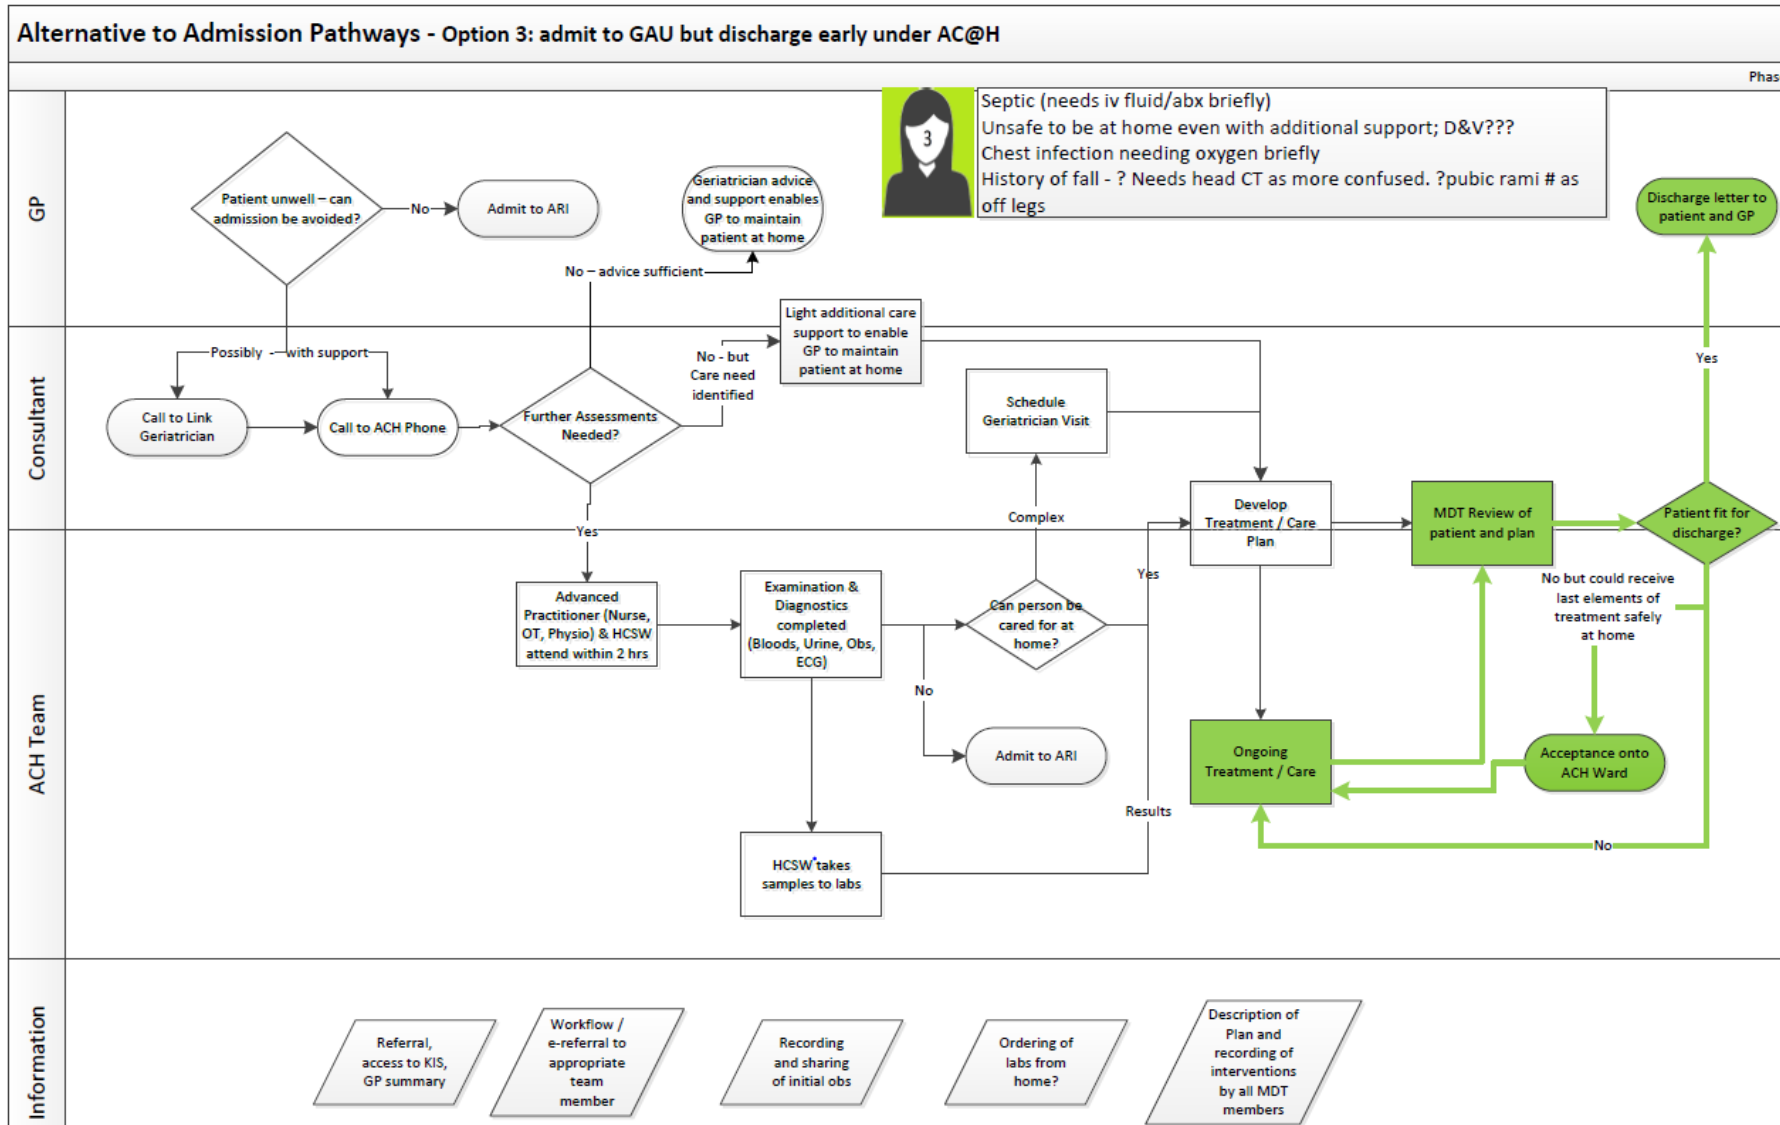 Alternative to Admission Pathways - Option 3: admit to GAU but discharge early under AC@H
Phas
GP
Septic (needs iv fluid/abx briefly)
Unsafe to be at home even with additional support; D&V???
Chest infection needing oxygen briefly
History of fall - ? Needs head CT as more confused. ?pubic rami # as
off legs
3
Patient unwell – can
admission be avoided?
No
Admit to ARI
Geriatrician advice
and support enables
GP to maintain
patient at home
Discharge letter to
patient and GP
No – advice sufficient
Light additional care
support to enable
GP to maintain
patient at home
Consultant
Possibly - with support
Call to Link
Geriatrician
Call to ACH Phone
Further Assessments
Needed?
No - but
Care need
identified
Schedule
Geriatrician Visit
Yes
Complex
Develop
Treatment / Care
Plan
MDT Review of
patient and plan
Patient fit for
discharge?
Yes
ACH Team
Advanced
Practitioner (Nurse,
OT, Physio) & HCSW
attend within 2 hrs
Examination &
Diagnostics
completed
(Bloods, Urine, Obs,
ECG)
Can person be
cared for at
home?
Yes
No
Admit to ARI
No but could receive
last elements of
treatment safely
at home
Ongoing
Treatment / Care
Acceptance onto
ACH Ward
Results
No
HCSW takes
samples to labs
Information
Referral,
access to KIS,
GP summary
Workflow /
e-referral to
appropriate
team
member
Recording
and sharing
of initial obs
Ordering of
labs from
home?
Description of
Plan and
recording of
interventions
by all MDT
members